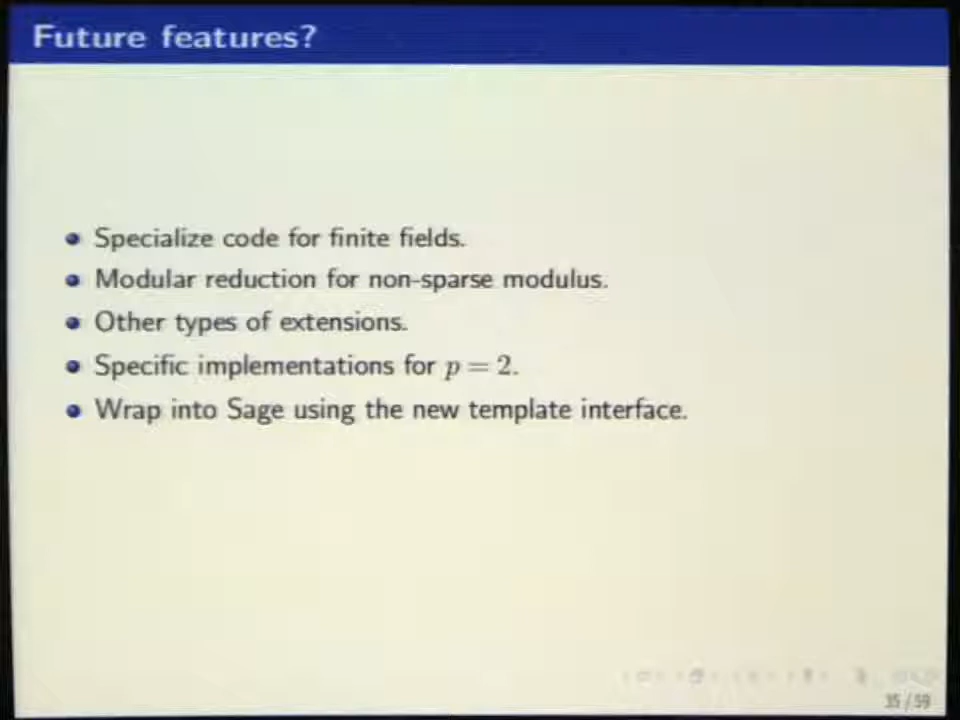 Future features?
Specialize code for finite fields.
Modular reduction for non-sparse modulus.
Other types of extensions.
Specific implementations for p = 2.
Wrap into Sage using the new template interface.
35 / 59